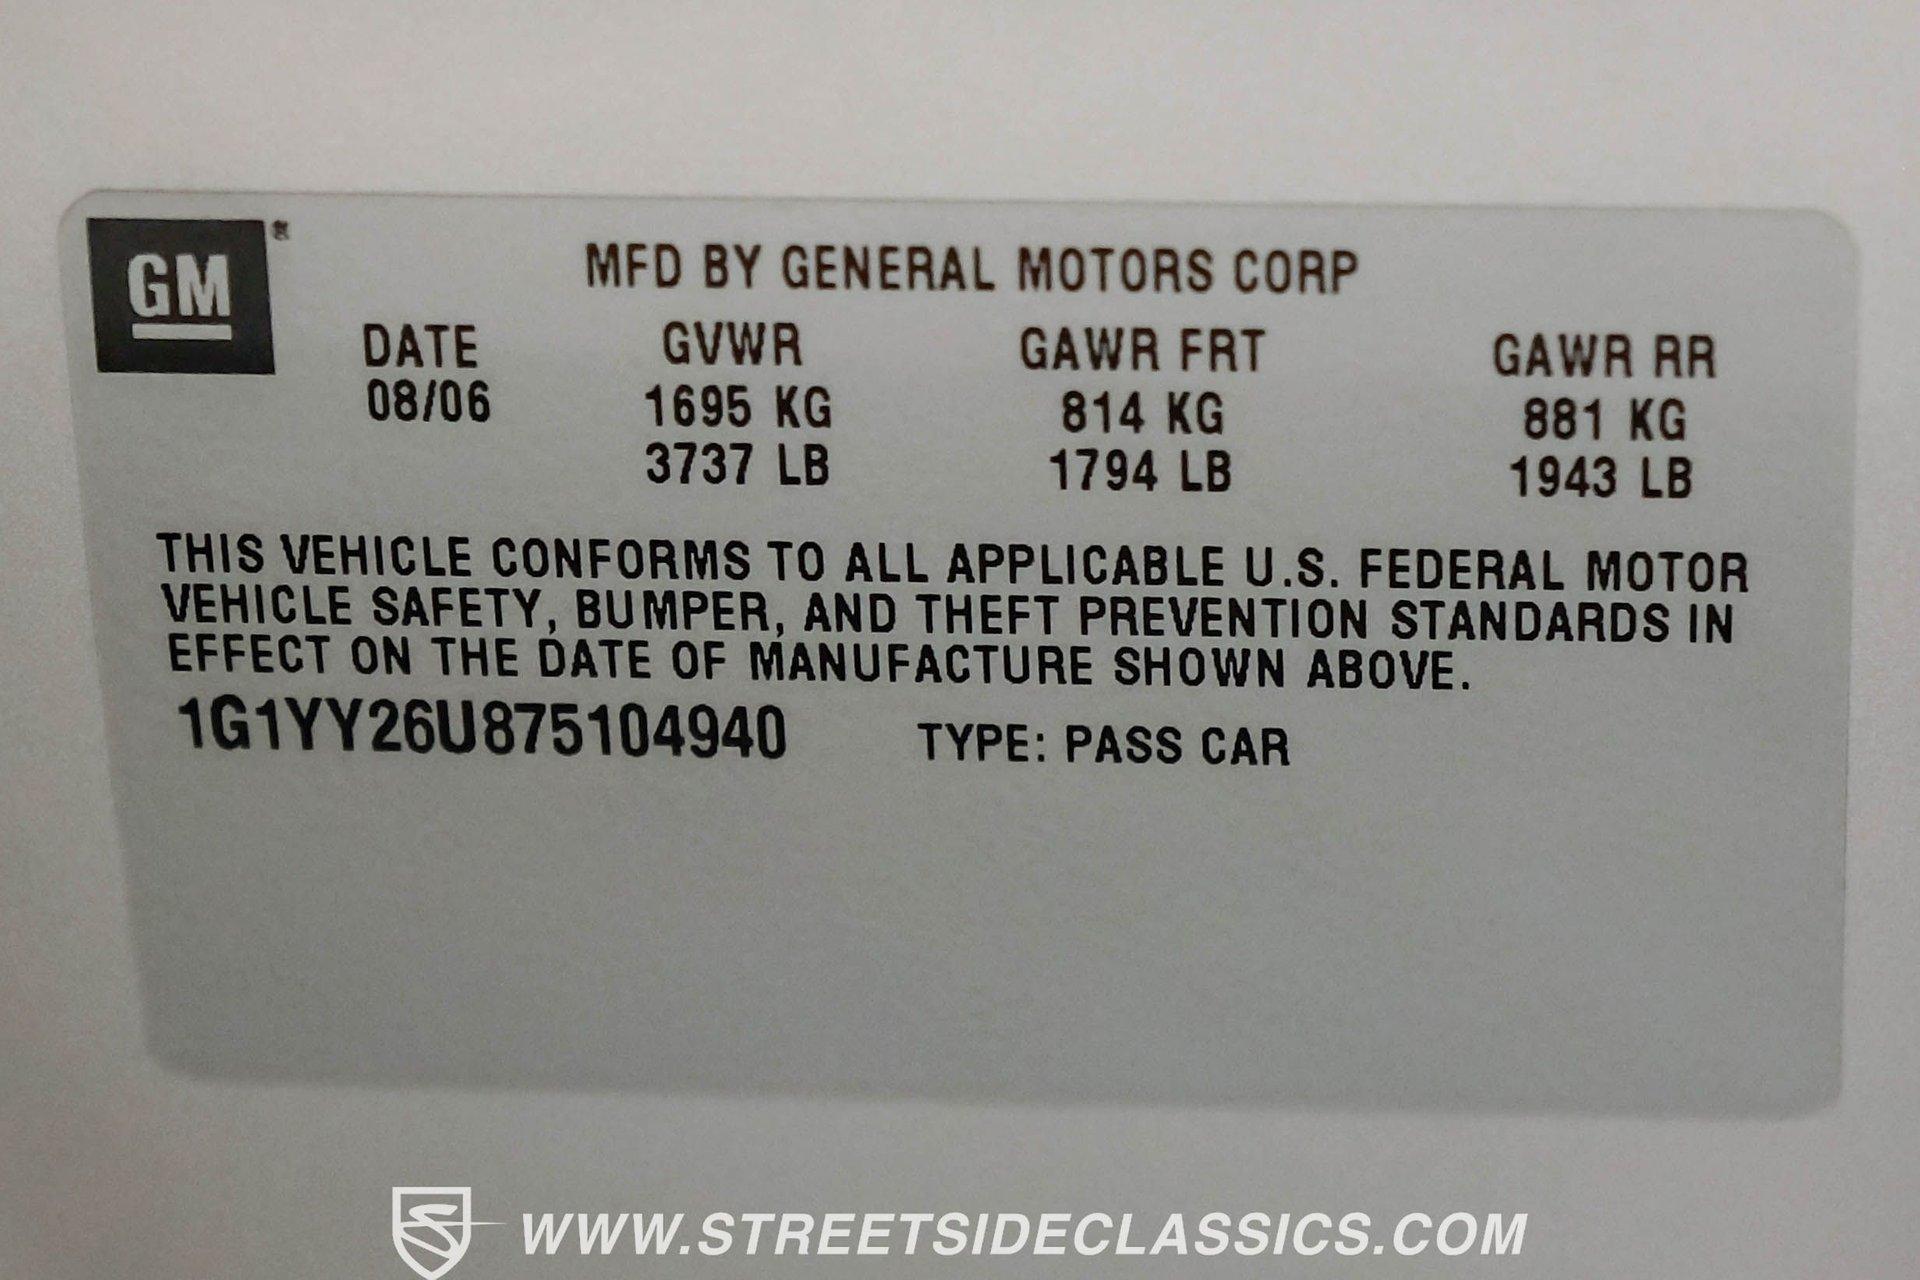 GM ®
MFD BY GENERAL MOTORS CORP
DATE GVWR GAWR FRT GAWR RR
08/06 1695 KG 814 KG 881 KG
3737 LB 1794 LB 1943 LB
THIS VEHICLE CONFORMS TO ALL APPLICABLE U.S. FEDERAL MOTOR
VEHICLE SAFETY, BUMPER, AND THEFT PREVENTION STANDARDS IN
EFFECT ON THE DATE OF MANUFACTURE SHOWN ABOVE.
1G1YY26U875104940 TYPE: PASS CAR
WWW.STREETSIDECLASSICS.COM